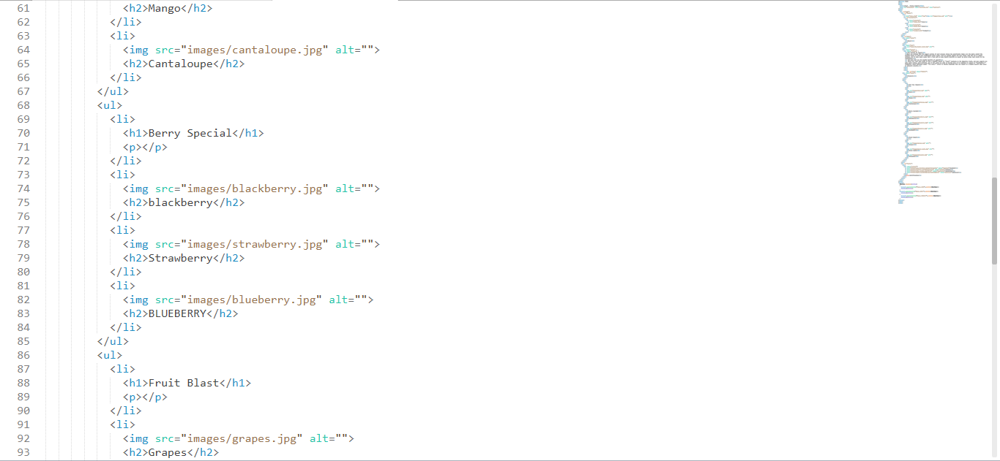 61 <h2>Mango</h2>
62 </li>
63 <li>
64 <img src="images/cantaloupe.jpg" alt="">
65 <h2>Cantaloupe</h2>
66 </li>
67 </ul>
68 <ul>
69 <li>
70 <h1>Berry Special</h1>
71 <p></p>
72 </li>
73 <li>
74 <img src="images/blackberry.jpg" alt="">
75 <h2>blackberry</h2>
76 </li>
77 <li>
78 <img src="images/strawberry.jpg" alt="">
79 <h2>Strawberry</h2>
80 </li>
81 <li>
82 <img src="images/blueberry.jpg" alt="">
83 <h2>BLUEBERRY</h2>
84 </li>
85 </ul>
86 <ul>
87 <li>
88 <h1>Fruit Blast</h1>
89 <p></p>
90 </li>
91 <li>
92 <img src="images/grapes.jpg" alt="">
93 <h2>Grapes</h2>